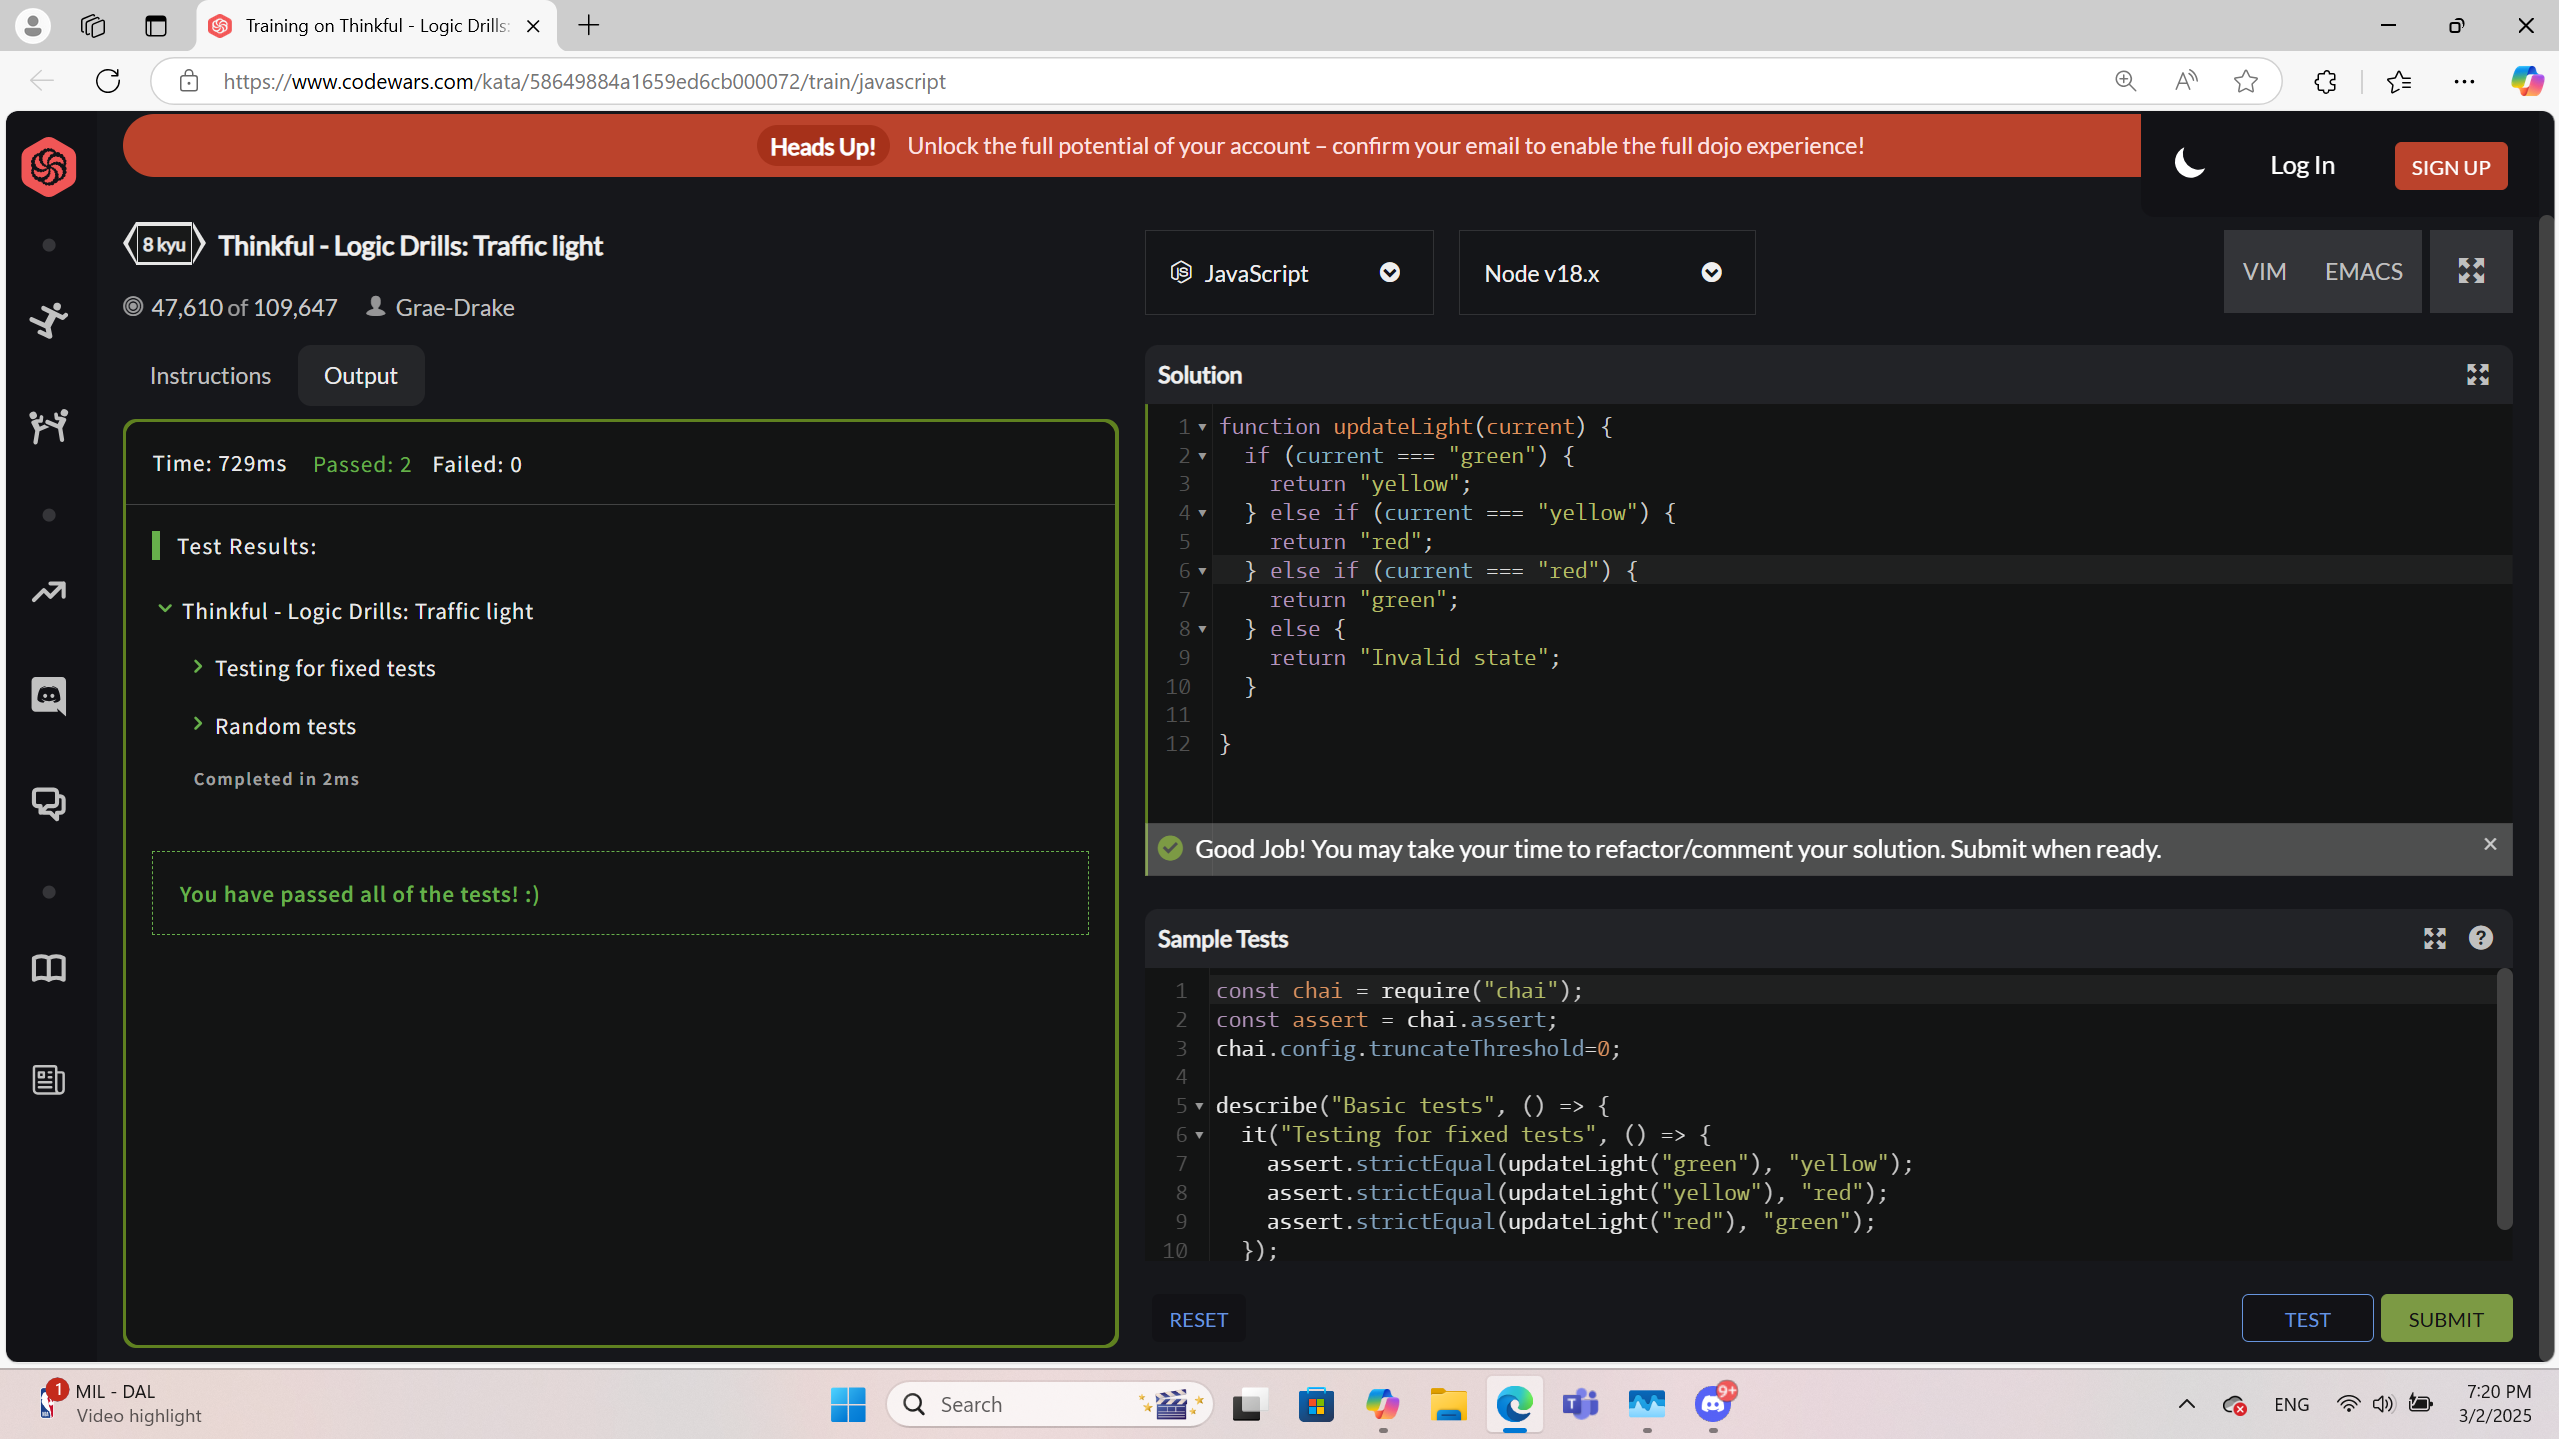 Training on Thinkful - Logic Drills:
https://www.codewars.com/kata/58649884a1659ed6cb000072/train/javascript
Heads Up! Unlock the full potential of your account – confirm your email to enable the full dojo experience!
Log In
SIGN UP
8 kyu
Thinkful - Logic Drills: Traffic light
47,610 of 109,647
Grae-Drake
JavaScript
Node v18.x
VIM
EMACS
Instructions
Output
Time: 729ms Passed: 2 Failed: 0
Test Results:
Thinkful - Logic Drills: Traffic light
Testing for fixed tests
Random tests
Completed in 2ms
You have passed all of the tests! :)
Solution
1 function updateLight(current) {
2 if (current === "green") {
3 return "yellow";
4 } else if (current === "yellow") {
5 return "red";
6 } else if (current === "red") {
7 return "green";
8 } else {
9 return "Invalid state";
10 }
11
12 }
Good Job! You may take your time to refactor/comment your solution. Submit when ready.
Sample Tests
1 const chai = require("chai");
2 const assert = chai.assert;
3 chai.config.truncateThreshold=0;
4
5 describe("Basic tests", () => {
6 it("Testing for fixed tests", () => {
7 assert.strictEqual(updateLight("green"), "yellow");
8 assert.strictEqual(updateLight("yellow"), "red");
9 assert.strictEqual(updateLight("red"), "green");
10 });
RESET
TEST
SUBMIT
1
MIL - DAL
Video highlight
Search
9+
ENG
7:20 PM
3/2/2025